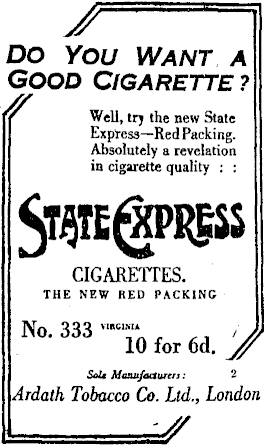 DO YOU WANT A
GOOD CIGARETTE?
Well, try the new State
Express—Red Packing.
Absolutely a revelation
in cigarette quality : :
STATE EXPRESS
CIGARETTES.
THE NEW RED PACKING
No. 333 VIRGINIA
10 for 6d.
Sole Manufacturers: 2
Ardath Tobacco Co. Ltd., London